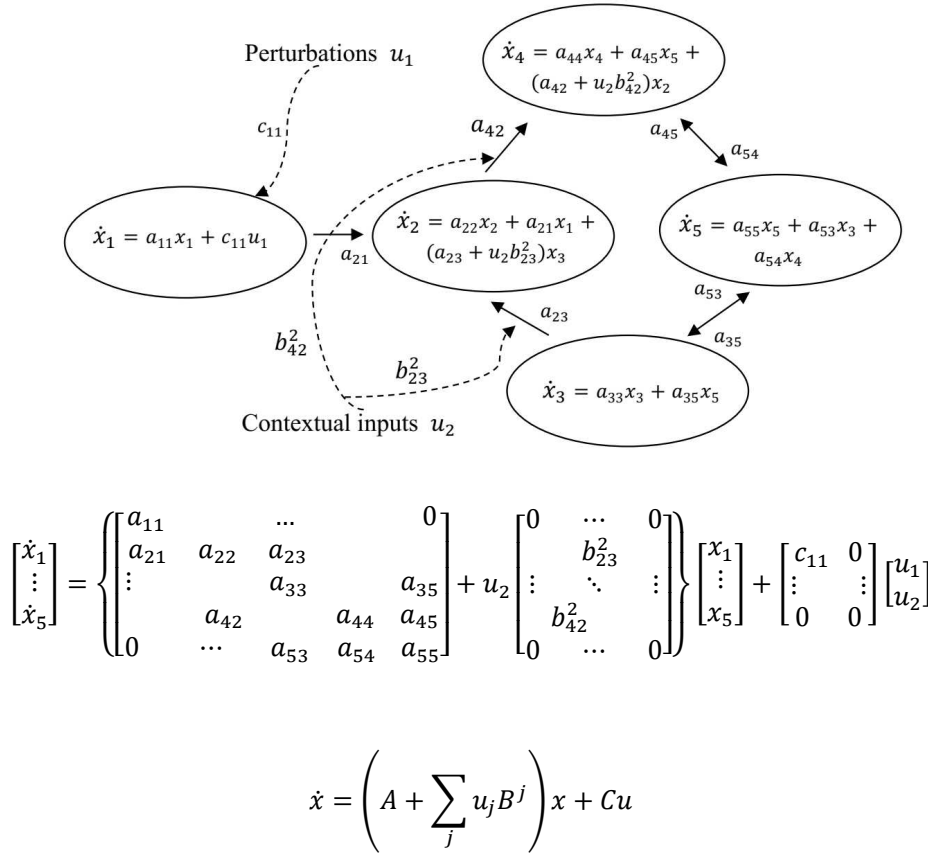 Perturbations u₁
c₁₁
ẋ₁ = a₁₁x₁ + c₁₁u₁
a₂₁
ẋ₂ = a₂₂x₂ + a₂₁x₁ +
(a₂₃ + u₂b²₂₃)x₃
a₄₂
ẋ₄ = a₄₄x₄ + a₄₅x₅ +
(a₄₂ + u₂b²₄₂)x₂
a₄₅
a₅₄
ẋ₅ = a₅₅x₅ + a₅₃x₃ +
a₅₄x₄
a₅₃
a₃₅
a₂₃
ẋ₃ = a₃₃x₃ + a₃₅x₅
b²₄₂
b²₂₃
Contextual inputs u₂
[ẋ₁ ⋮ ẋ₅] = {[a₁₁ … 0
a₂₁ a₂₂ a₂₃
⋮ a₃₃ a₃₅
a₄₂ a₄₄ a₄₅
0 … a₅₃ a₅₄ a₅₅] + u₂ [0 … 0
b²₂₃
⋮ ⋱ ⋮
b²₄₂
0 … 0]} [x₁ ⋮ x₅] + [c₁₁ 0
⋮ ⋮
0 0] [u₁
u₂]
ẋ = (A + ∑ⱼ uⱼBʲ) x + Cu